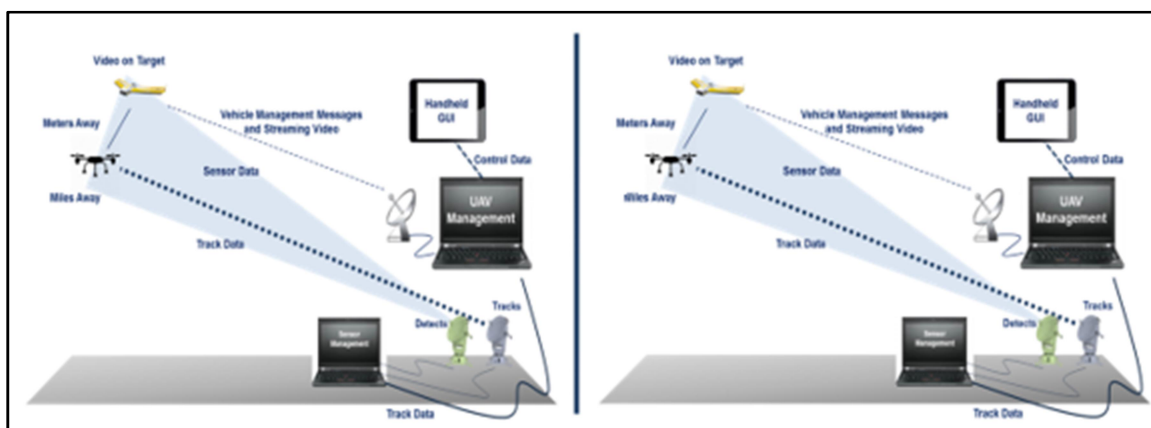 Video on Target
Meters Away
Miles Away
Vehicle Management Messages
and Streaming Video
Handheld
GUI
Control Data
Sensor Data
UAV
Management
Track Data
Tracks
Detects
Sensor
Management
Track Data
Video on Target
Meters Away
Miles Away
Vehicle Management Messages
and Streaming Video
Handheld
GUI
Control Data
Sensor Data
UAV
Management
Track Data
Tracks
Detects
Sensor
Management
Track Data